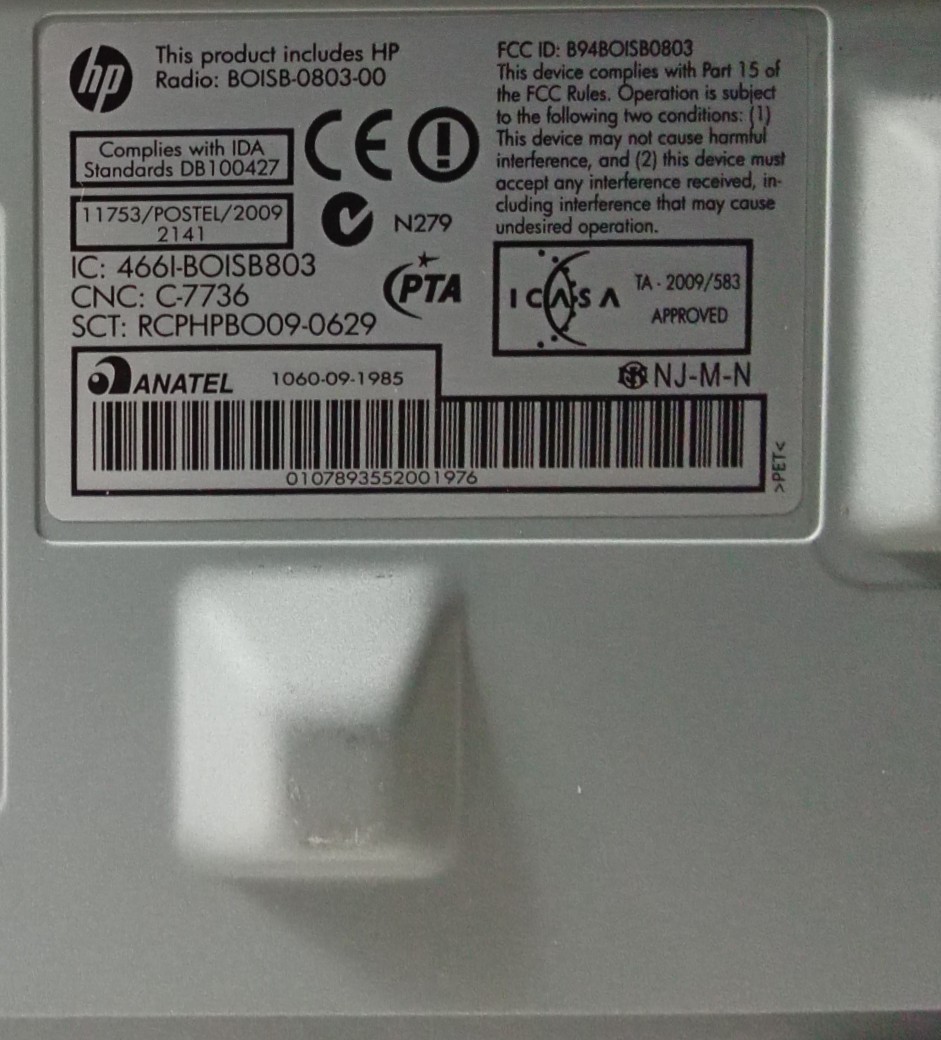 hp
This product includes HP
Radio: BOISB-0803-00
Complies with IDA
Standards DB100427
CE
11753/POSTEL/2009
2141
N279
IC: 466I-BOISB803
CNC: C-7736
SCT: RCPHPBO09-0629
PTA
FCC ID: B94BOISB0803
This device complies with Part 15 of
the FCC Rules. Operation is subject
to the following two conditions: (1)
This device may not cause harmful
interference, and (2) this device must
accept any interference received, in-
cluding interference that may cause
undesired operation.
ICASA
TA - 2009/583
APPROVED
NJ-M-N
ANATEL 1060-09-1985
0107893552001976
>PET<